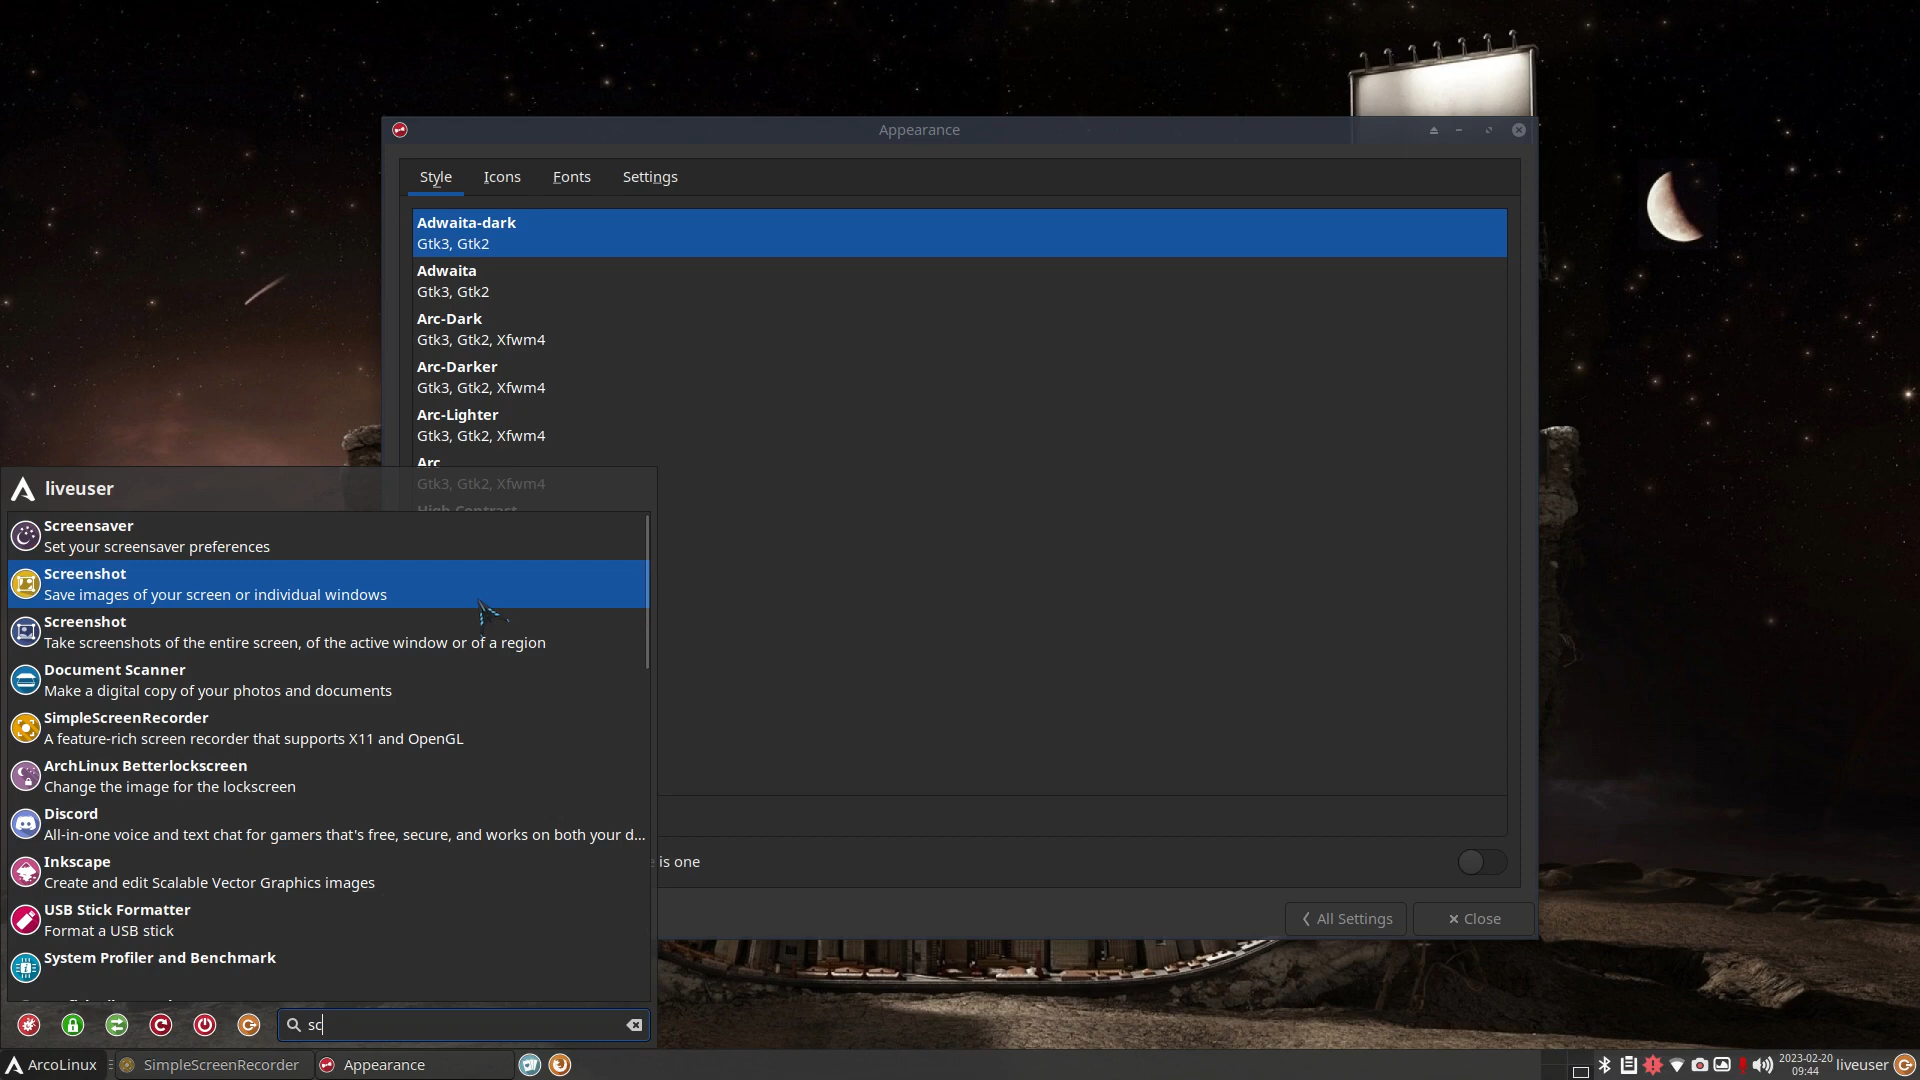 Appearance
Style
Icons
Fonts
Settings
Adwaita-dark
Gtk3, Gtk2
Adwaita
Gtk3, Gtk2
Arc-Dark
Gtk3, Gtk2, Xfwm4
Arc-Darker
Gtk3, Gtk2, Xfwm4
Arc-Lighter
Gtk3, Gtk2, Xfwm4
Arc
Gtk3, Gtk2, Xfwm4
High Contrast
is one
All Settings
Close
liveuser
Screensaver
Set your screensaver preferences
Screenshot
Save images of your screen or individual windows
Screenshot
Take screenshots of the entire screen, of the active window or of a region
Document Scanner
Make a digital copy of your photos and documents
SimpleScreenRecorder
A feature-rich screen recorder that supports X11 and OpenGL
ArchLinux Betterlockscreen
Change the image for the lockscreen
Discord
All-in-one voice and text chat for gamers that's free, secure, and works on both your d...
Inkscape
Create and edit Scalable Vector Graphics images
USB Stick Formatter
Format a USB stick
System Profiler and Benchmark
sc
ArcoLinux
SimpleScreenRecorder
Appearance
2023-02-20
09:44
liveuser